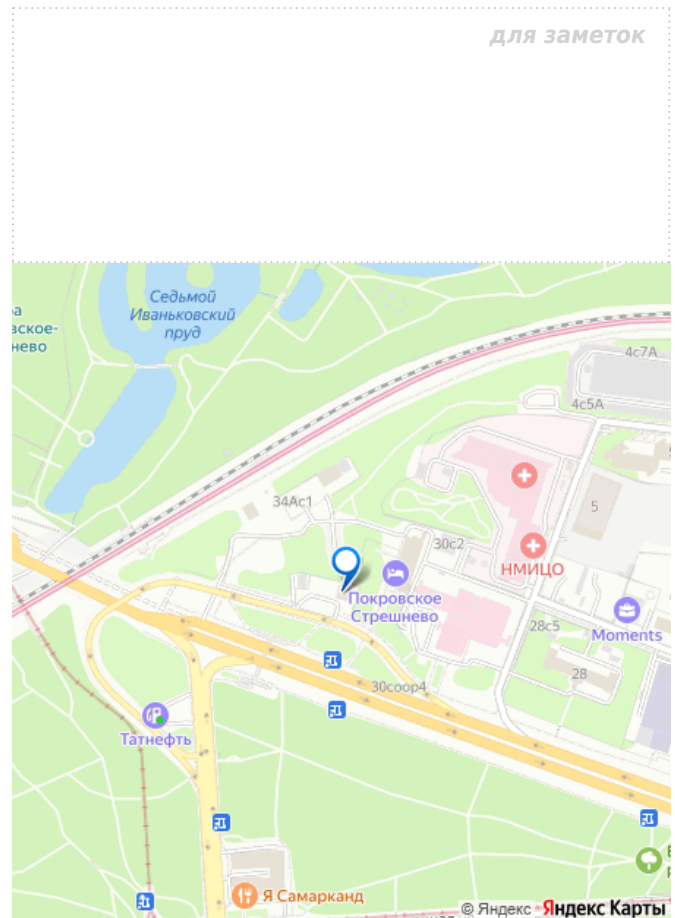 для заметок
Седьмой
Иваньковский
пруд
вское-
нево
4с7А
4с5А
34Ас1
5
30с2
НМИЦО
Покровское
Стрешнево
28с5
Moments
28
30соор4
Татнефть
Я Самарканд
© Яндекс Яндекс Карты